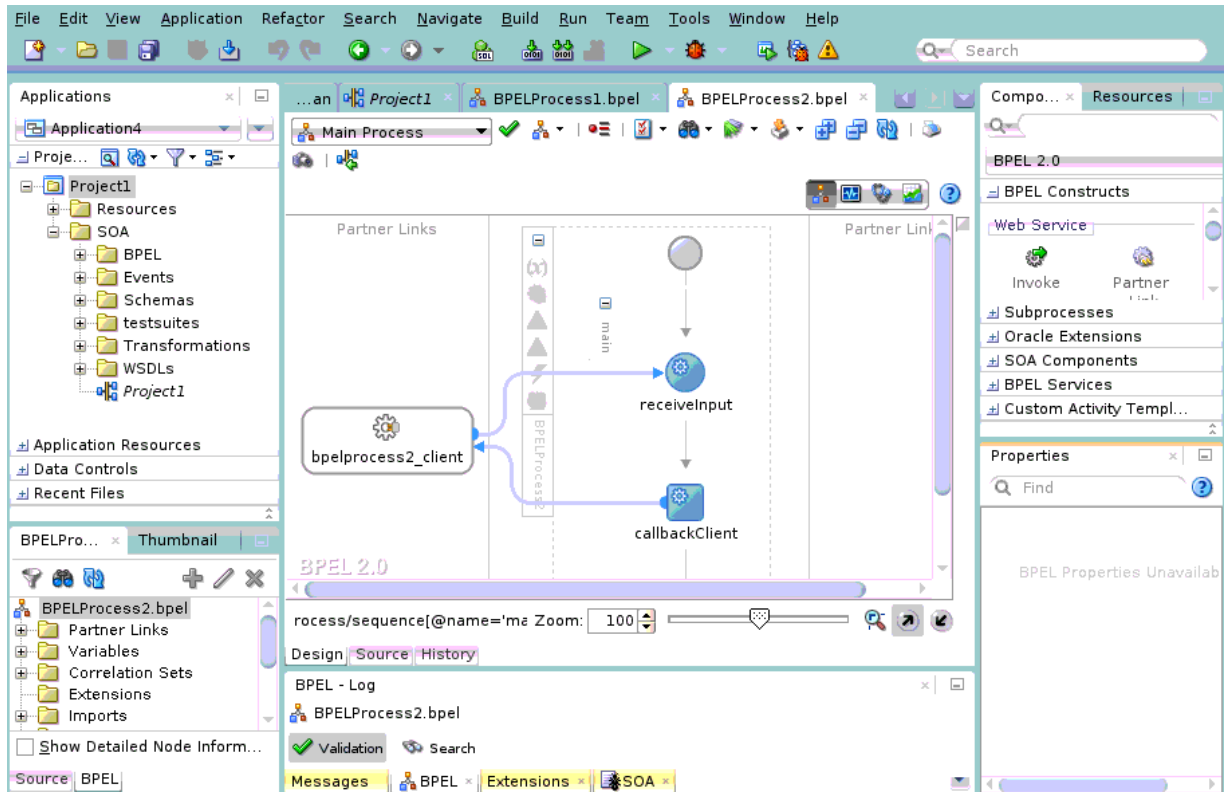 File Edit View Application Refactor Search Navigate Build Run Team Tools Window Help
Search
Applications
Application4
Proje...
Project1
Resources
SOA
BPEL
Events
Schemas
testsuites
Transformations
WSDLs
Project1
Application Resources
Data Controls
Recent Files
BPELPro... Thumbnail
BPELProcess2.bpel
Partner Links
Variables
Correlation Sets
Extensions
Imports
Show Detailed Node Inform...
Source BPEL
...an Project1 BPELProcess1.bpel BPELProcess2.bpel
Main Process
Partner Links
Partner Link
(x)
main
receiveInput
bpelprocess2_client
BPELProcess2
callbackClient
BPEL 2.0
rocess/sequence[@name='ma Zoom: 100
Design Source History
BPEL - Log
BPELProcess2.bpel
Validation Search
Messages BPEL Extensions SOA
Compo... Resources
BPEL 2.0
BPEL Constructs
Web Service
Invoke Partner
Subprocesses
Oracle Extensions
SOA Components
BPEL Services
Custom Activity Templ...
Properties
Find
BPEL Properties Unavailab